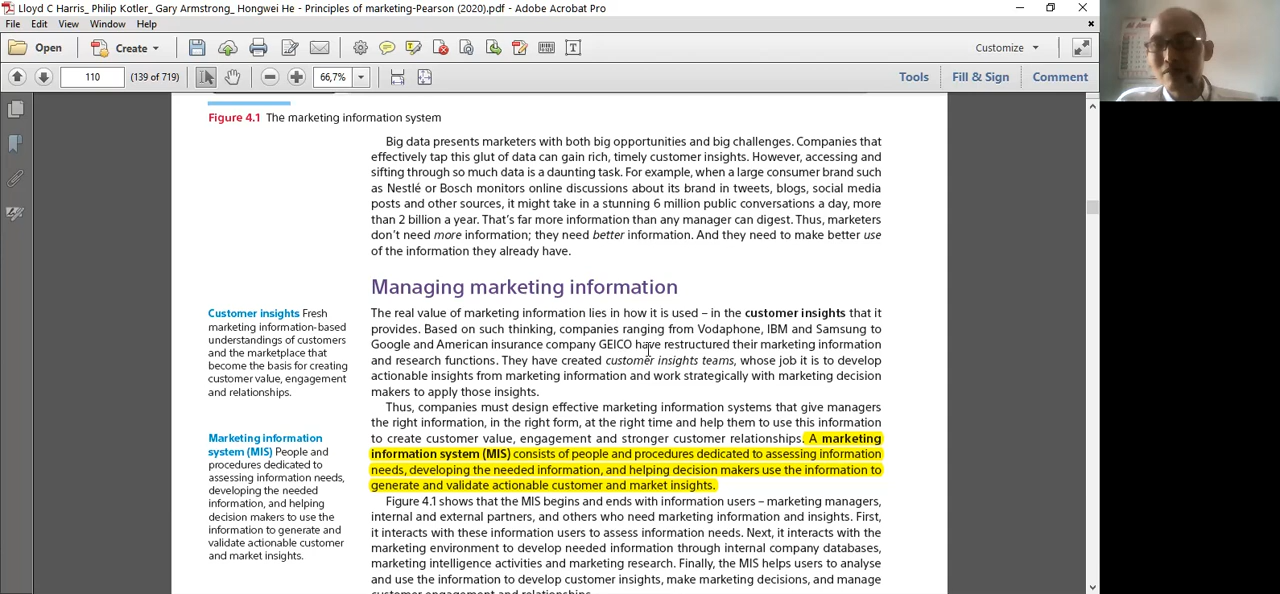 Lloyd C Harris_ Philip Kotler_ Gary Armstrong_ Hongwei He - Principles of marketing-Pearson (2020).pdf - Adobe Acrobat Pro
File Edit View Window Help
Open Create Customize
110 (139 of 719) 66,7% Tools Fill & Sign Comment
Figure 4.1 The marketing information system
Big data presents marketers with both big opportunities and big challenges. Companies that
effectively tap this glut of data can gain rich, timely customer insights. However, accessing and
sifting through so much data is a daunting task. For example, when a large consumer brand such
as Nestlé or Bosch monitors online discussions about its brand in tweets, blogs, social media
posts and other sources, it might take in a stunning 6 million public conversations a day, more
than 2 billion a year. That's far more information than any manager can digest. Thus, marketers
don't need more information; they need better information. And they need to make better use
of the information they already have.
Managing marketing information
Customer insights Fresh
marketing information-based
understandings of customers
and the marketplace that
become the basis for creating
customer value, engagement
and relationships.
The real value of marketing information lies in how it is used – in the customer insights that it
provides. Based on such thinking, companies ranging from Vodaphone, IBM and Samsung to
Google and American insurance company GEICO have restructured their marketing information
and research functions. They have created customer insights teams, whose job it is to develop
actionable insights from marketing information and work strategically with marketing decision
makers to apply those insights.
Thus, companies must design effective marketing information systems that give managers
the right information, in the right form, at the right time and help them to use this information
to create customer value, engagement and stronger customer relationships. A marketing
information system (MIS) consists of people and procedures dedicated to assessing information
needs, developing the needed information, and helping decision makers use the information to
generate and validate actionable customer and market insights.
Marketing information
system (MIS) People and
procedures dedicated to
assessing information needs,
developing the needed
information, and helping
decision makers to use the
information to generate and
validate actionable customer
and market insights.
Figure 4.1 shows that the MIS begins and ends with information users – marketing managers,
internal and external partners, and others who need marketing information and insights. First,
it interacts with these information users to assess information needs. Next, it interacts with the
marketing environment to develop needed information through internal company databases,
marketing intelligence activities and marketing research. Finally, the MIS helps users to analyse
and use the information to develop customer insights, make marketing decisions, and manage
customer engagement and relationships.